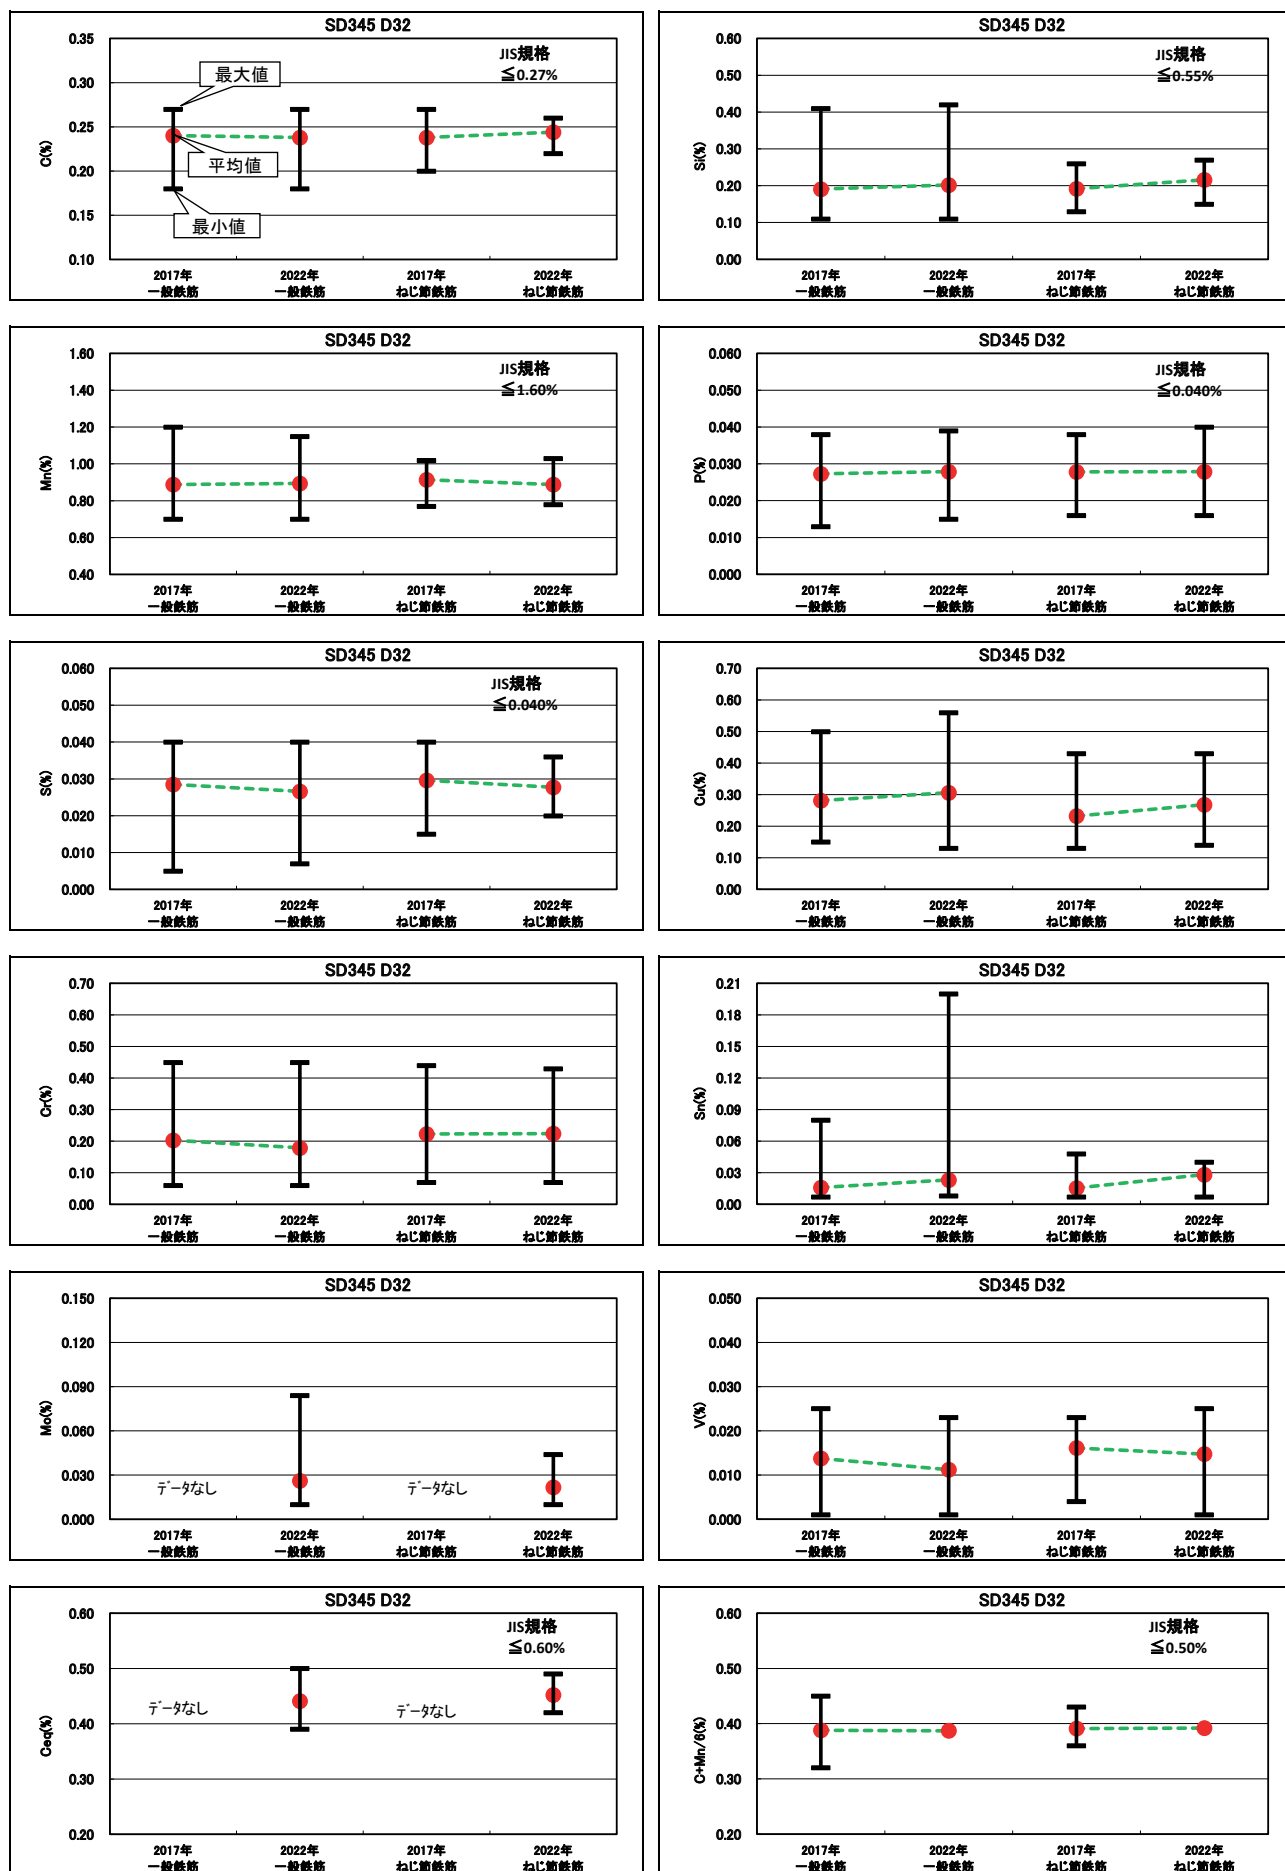 SD345 D32
JIS規格
≦0.27%
0.35
0.30
0.25
0.20
0.15
0.10
C(%)
最大値
平均値
最小値
2017年 2022年 2017年 2022年
一般鉄筋 一般鉄筋 ねじ節鉄筋 ねじ節鉄筋
SD345 D32
JIS規格
≦0.55%
0.60
0.50
0.40
0.30
0.20
0.10
0.00
Si(%)
2017年 2022年 2017年 2022年
一般鉄筋 一般鉄筋 ねじ節鉄筋 ねじ節鉄筋
SD345 D32
JIS規格
≦1.60%
1.60
1.40
1.20
1.00
0.80
0.60
0.40
Mn(%)
2017年 2022年 2017年 2022年
一般鉄筋 一般鉄筋 ねじ節鉄筋 ねじ節鉄筋
SD345 D32
JIS規格
≦0.040%
0.060
0.050
0.040
0.030
0.020
0.010
0.000
P(%)
2017年 2022年 2017年 2022年
一般鉄筋 一般鉄筋 ねじ節鉄筋 ねじ節鉄筋
SD345 D32
JIS規格
≦0.040%
0.060
0.050
0.040
0.030
0.020
0.010
0.000
S(%)
2017年 2022年 2017年 2022年
一般鉄筋 一般鉄筋 ねじ節鉄筋 ねじ節鉄筋
SD345 D32
0.70
0.60
0.50
0.40
0.30
0.20
0.10
0.00
Cu(%)
2017年 2022年 2017年 2022年
一般鉄筋 一般鉄筋 ねじ節鉄筋 ねじ節鉄筋
SD345 D32
0.70
0.60
0.50
0.40
0.30
0.20
0.10
0.00
Cr(%)
2017年 2022年 2017年 2022年
一般鉄筋 一般鉄筋 ねじ節鉄筋 ねじ節鉄筋
SD345 D32
0.21
0.18
0.15
0.12
0.09
0.06
0.03
0.00
Sn(%)
2017年 2022年 2017年 2022年
一般鉄筋 一般鉄筋 ねじ節鉄筋 ねじ節鉄筋
SD345 D32
0.150
0.120
0.090
0.060
0.030
0.000
Mo(%)
データなし データなし
2017年 2022年 2017年 2022年
一般鉄筋 一般鉄筋 ねじ節鉄筋 ねじ節鉄筋
SD345 D32
0.050
0.040
0.030
0.020
0.010
0.000
V(%)
2017年 2022年 2017年 2022年
一般鉄筋 一般鉄筋 ねじ節鉄筋 ねじ節鉄筋
SD345 D32
JIS規格
≦0.60%
0.60
0.50
0.40
0.30
0.20
Ceq(%)
データなし データなし
2017年 2022年 2017年 2022年
一般鉄筋 一般鉄筋 ねじ節鉄筋 ねじ節鉄筋
SD345 D32
JIS規格
≦0.50%
0.60
0.50
0.40
0.30
0.20
C+Mn/6(%)
2017年 2022年 2017年 2022年
一般鉄筋 一般鉄筋 ねじ節鉄筋 ねじ節鉄筋